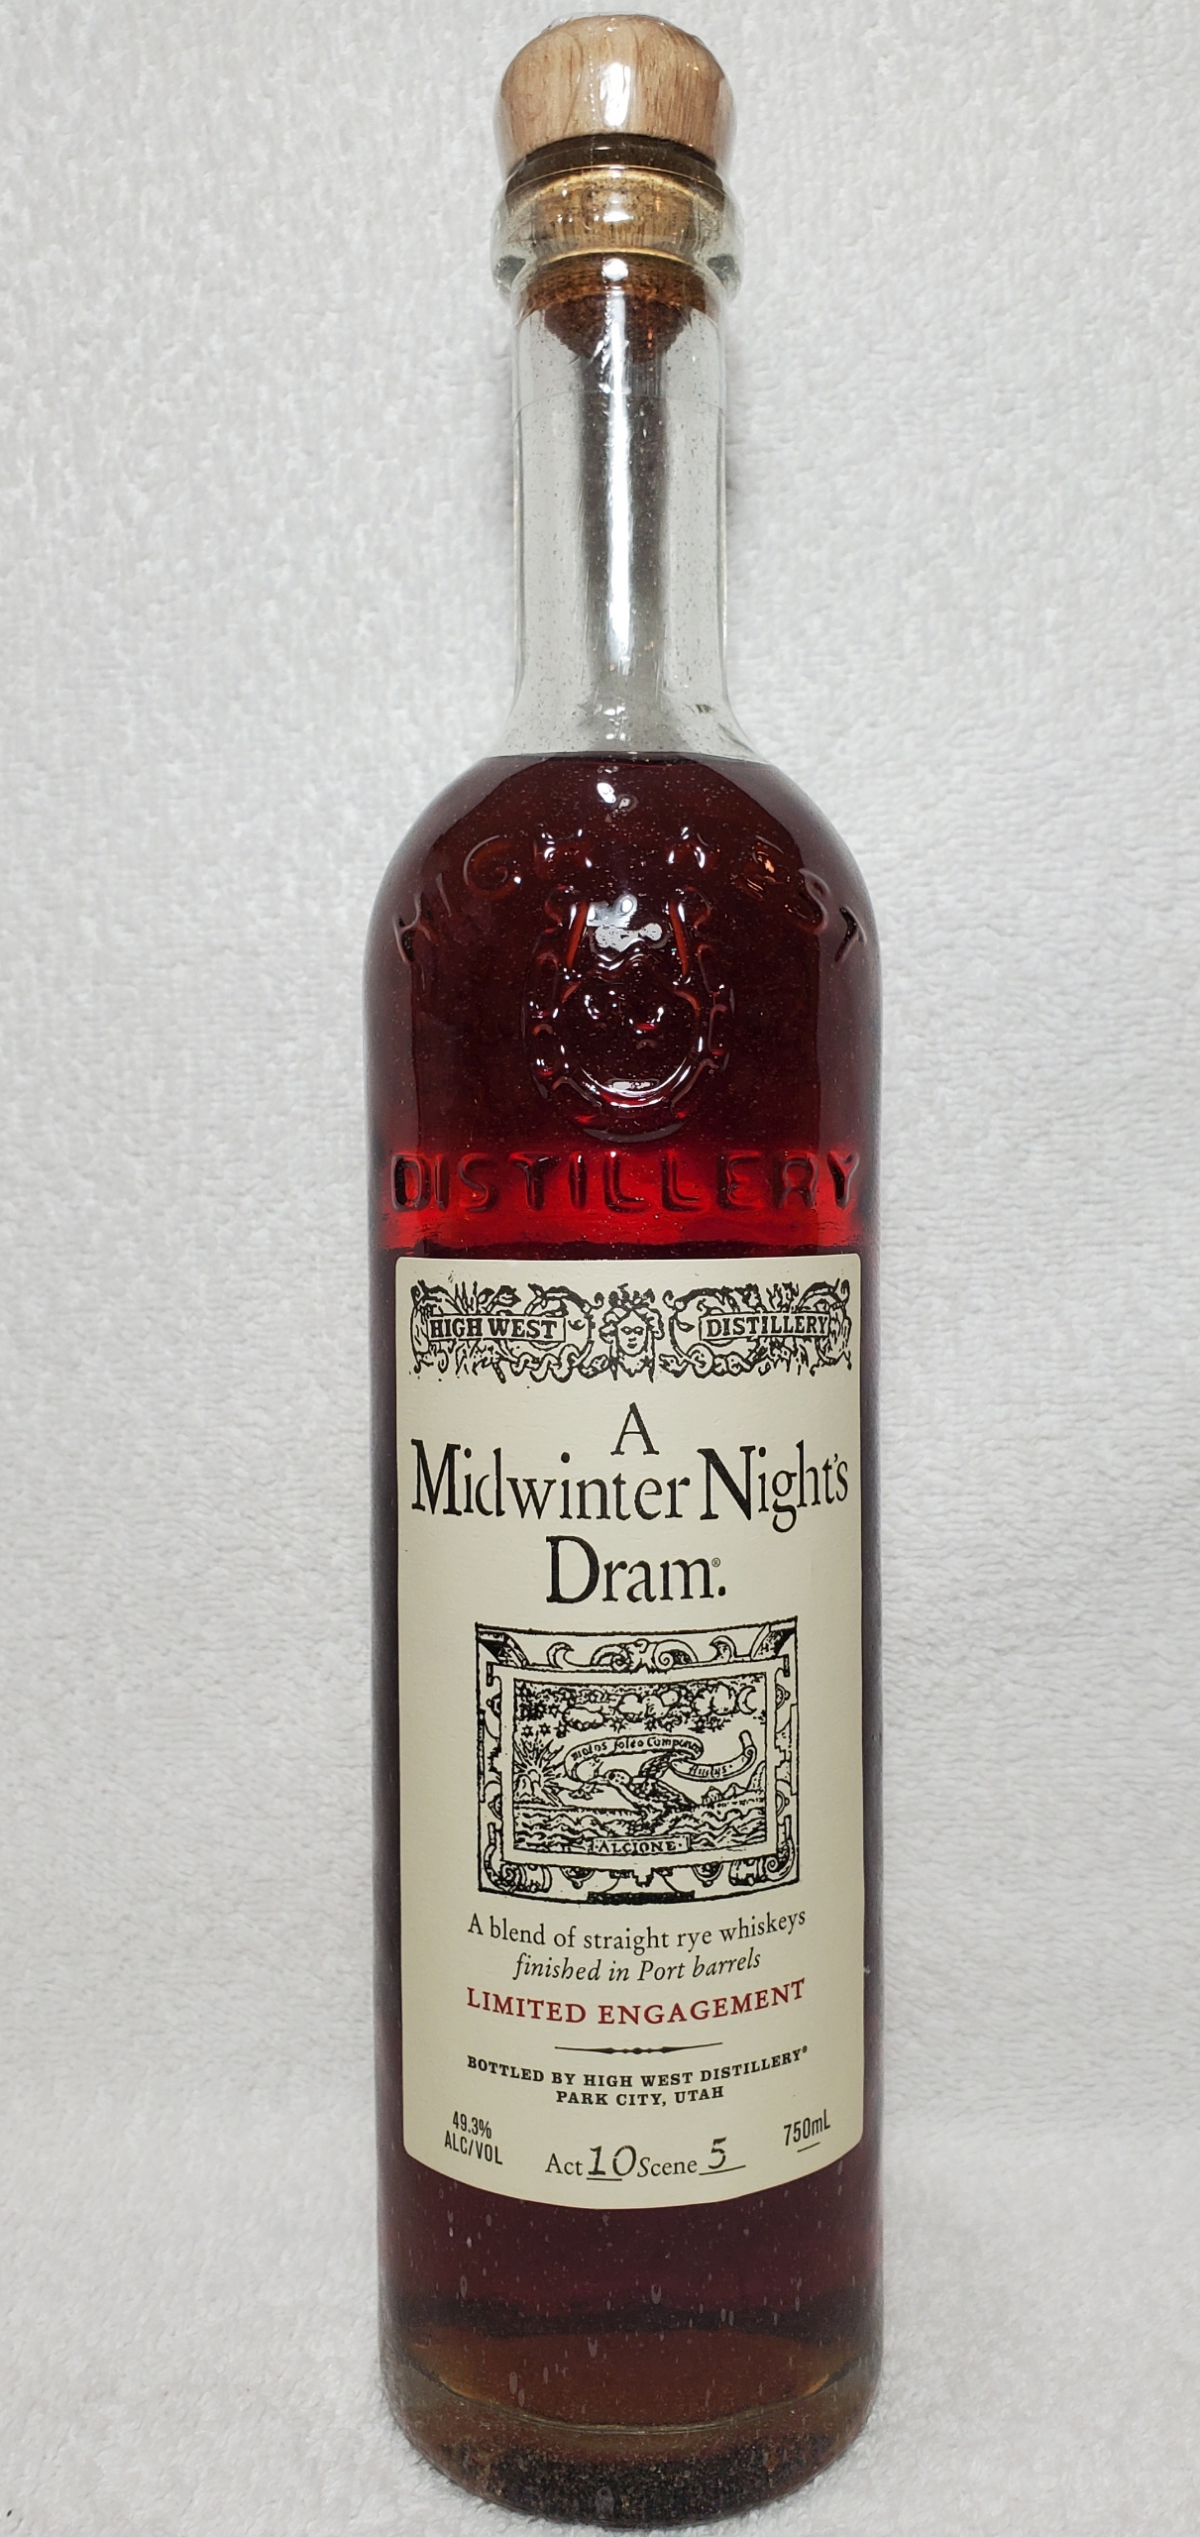 HIGH WEST
DISTILLERY
HIGH WEST DISTILLERY
A
Midwinter Night's
Dram.®
ALCIONE
A blend of straight rye whiskeys
finished in Port barrels
LIMITED ENGAGEMENT
BOTTLED BY HIGH WEST DISTILLERY®
PARK CITY, UTAH
49.3%
ALC/VOL
Act 10 Scene 5
750mL